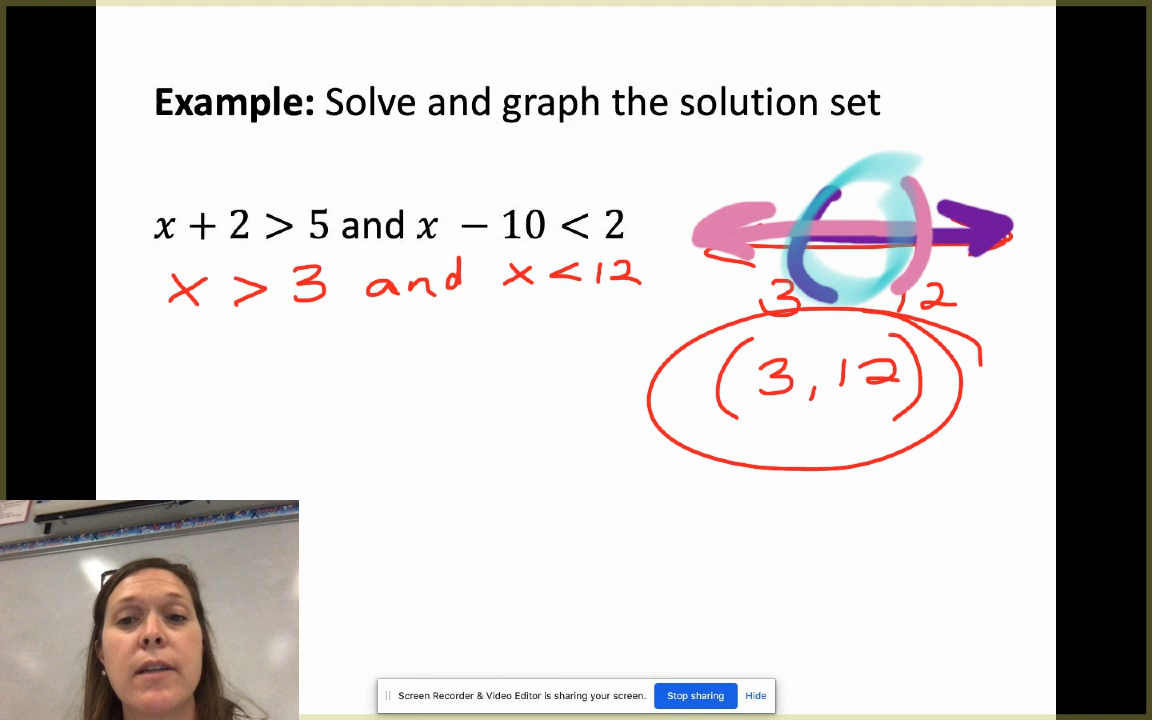 Example: Solve and graph the solution set
x + 2 > 5 and x − 10 < 2
x > 3 and x < 12
3 12
(3, 12)
Screen Recorder & Video Editor is sharing your screen. Stop sharing Hide